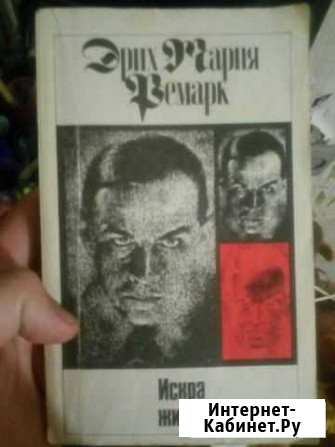 Эрих Мария
Ремарк
Искра
жи
Интернет-
Кабинет.Ру